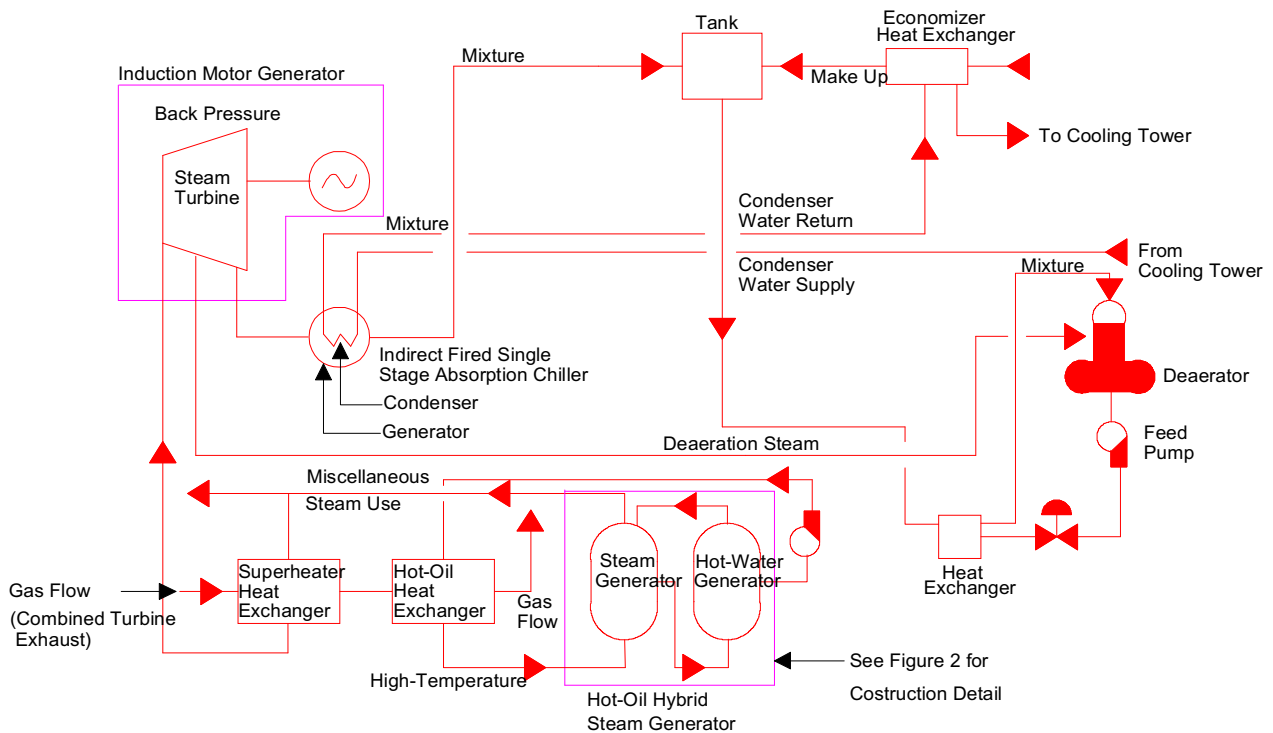 Tank
Economizer
Heat Exchanger
Mixture
Make Up
Induction Motor Generator
Back Pressure
To Cooling Tower
Steam
Turbine
Condenser
Water Return
Mixture
From
Cooling Tower
Condenser
Water Supply
Mixture
Indirect Fired Single
Stage Absorption Chiller
Deaerator
Condenser
Generator
Deaeration Steam
Feed
Pump
Miscellaneous
Steam Use
Steam
Generator
Hot-Water
Generator
Superheater
Heat
Exchanger
Hot-Oil
Heat
Exchanger
Heat
Exchanger
Gas Flow
(Combined Turbine
Exhaust)
Gas
Flow
High-Temperature
See Figure 2 for
Costruction Detail
Hot-Oil Hybrid
Steam Generator